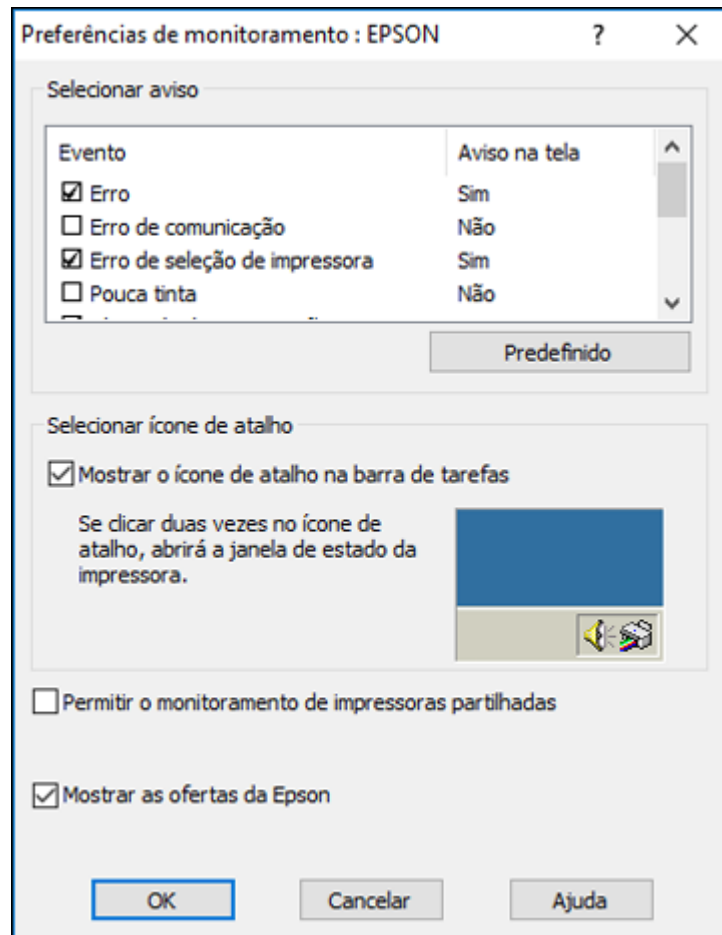 Preferências de monitoramento : EPSON
Selecionar aviso
Evento Aviso na tela
Erro Sim
Erro de comunicação Não
Erro de seleção de impressora Sim
Pouca tinta Não
Predefinido
Selecionar ícone de atalho
Mostrar o ícone de atalho na barra de tarefas
Se clicar duas vezes no ícone de
atalho, abrirá a janela de estado da
impressora.
Permitir o monitoramento de impressoras partilhadas
Mostrar as ofertas da Epson
OK Cancelar Ajuda